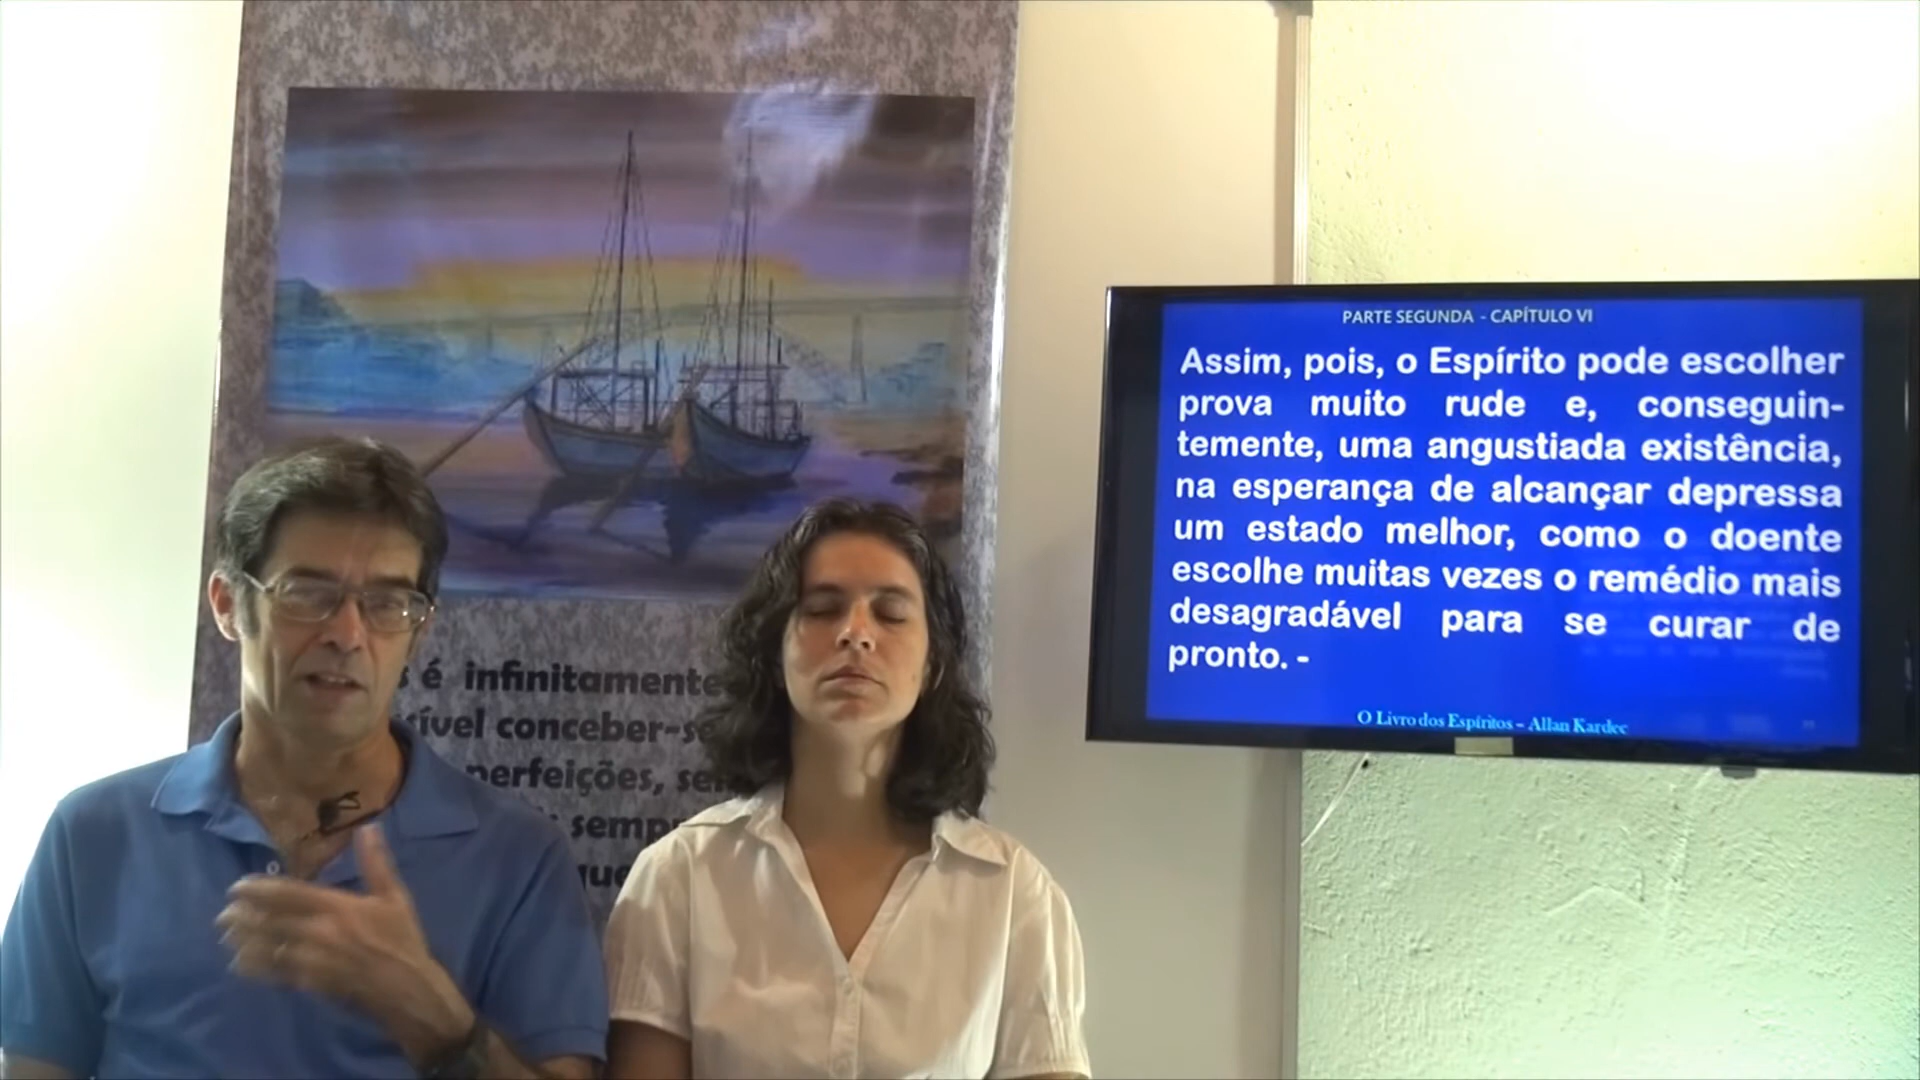 é infinitamente
conceber-se
perfeições,
PARTE SEGUNDA - CAPÍTULO VI
Assim, pois, o Espírito pode escolher
prova muito rude e, conseguin-
temente, uma angustiada existência,
na esperança de alcançar depressa
um estado melhor, como o doente
escolhe muitas vezes o remédio mais
desagradável para se curar de
pronto. -
O Livro dos Espíritos – Allan Kardec